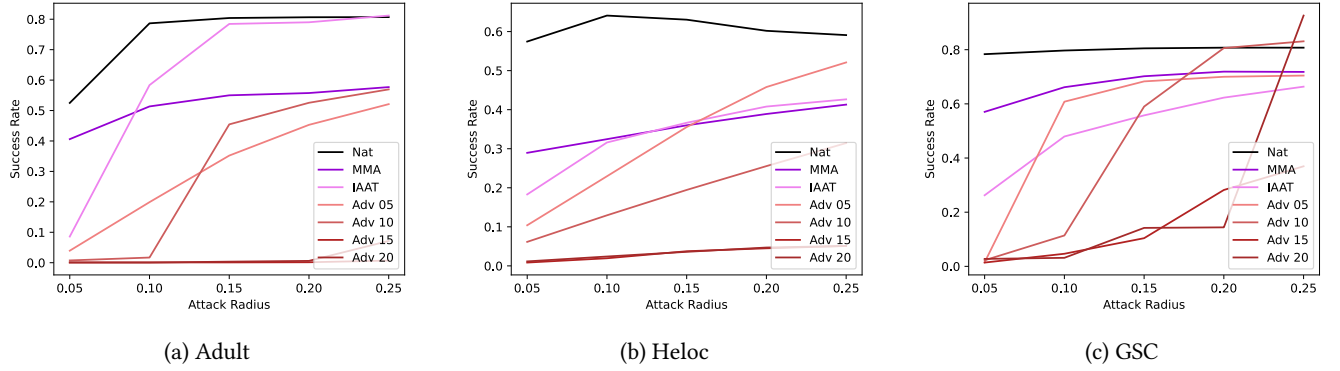 0.8
0.7
0.6
0.5
0.4
0.3
0.2
0.1
0.0
Success Rate
0.05 0.10 0.15 0.20 0.25
Attack Radius
Nat
MMA
IAAT
Adv 05
Adv 10
Adv 15
Adv 20
(a) Adult
0.6
0.5
0.4
0.3
0.2
0.1
0.0
Success Rate
0.05 0.10 0.15 0.20 0.25
Attack Radius
Nat
MMA
IAAT
Adv 05
Adv 10
Adv 15
Adv 20
(b) Heloc
0.8
0.6
0.4
0.2
0.0
Success Rate
0.05 0.10 0.15 0.20 0.25
Attack Radius
Nat
MMA
IAAT
Adv 05
Adv 10
Adv 15
Adv 20
(c) GSC